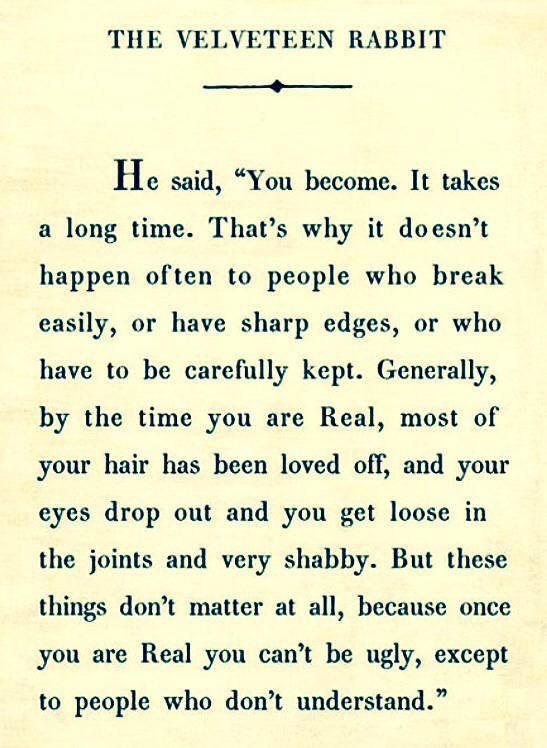 THE VELVETEEN RABBIT
He said, “You become. It takes
a long time. That’s why it doesn’t
happen often to people who break
easily, or have sharp edges, or who
have to be carefully kept. Generally,
by the time you are Real, most of
your hair has been loved off, and your
eyes drop out and you get loose in
the joints and very shabby. But these
things don’t matter at all, because once
you are Real you can’t be ugly, except
to people who don’t understand.”